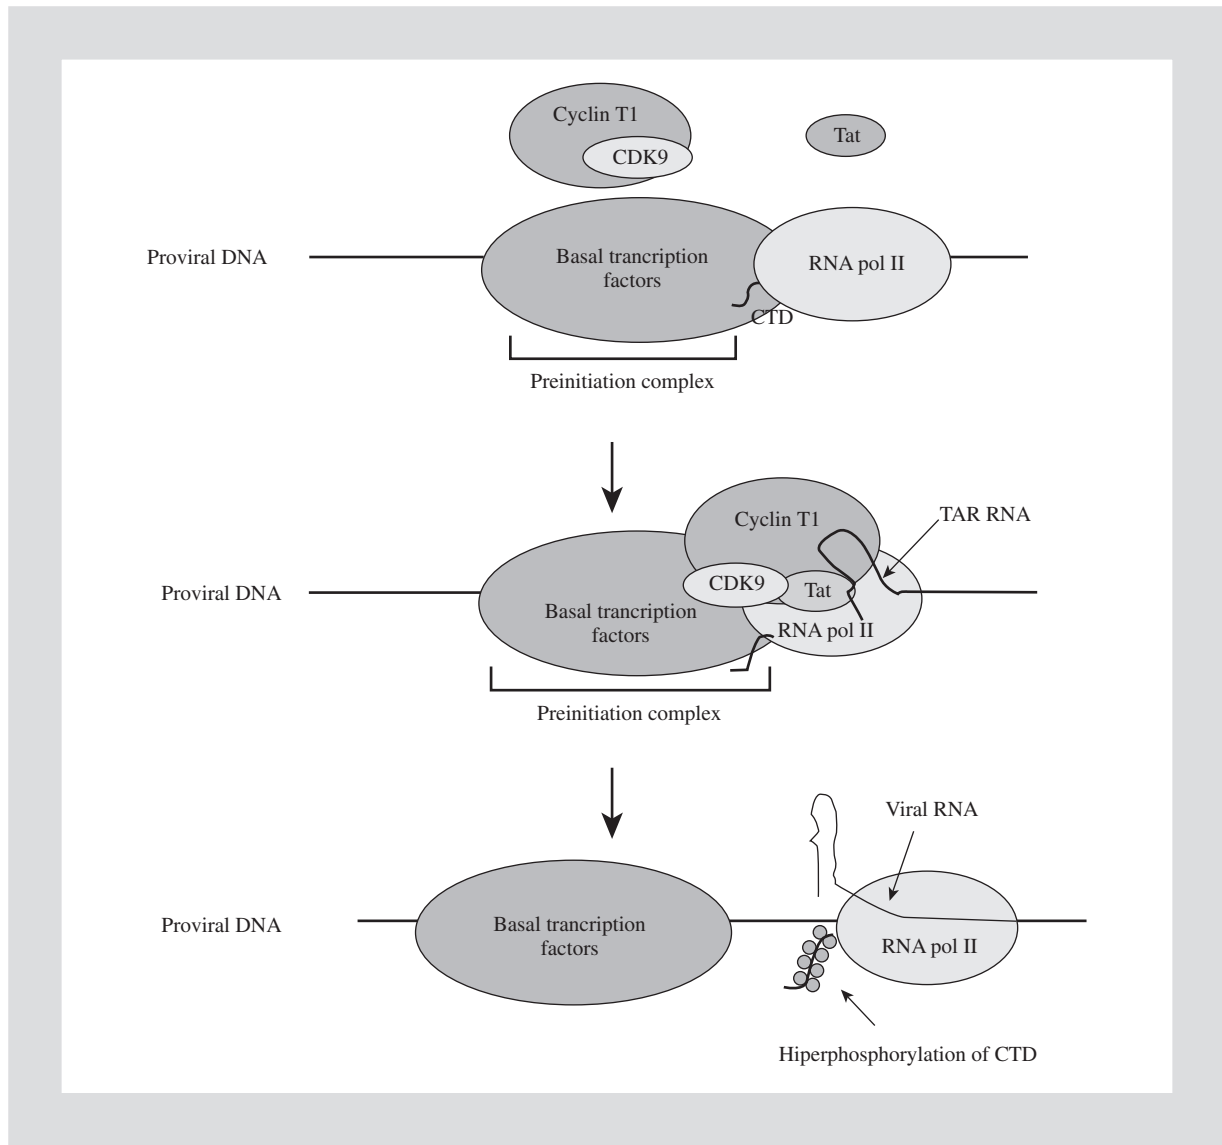 Cyclin T1
Tat
CDK9
Proviral DNA
Basal trancription
factors
RNA pol II
CTD
Preinitiation complex
TAR RNA
Cyclin T1
Proviral DNA
CDK9
Tat
Basal trancription
factors
RNA pol II
Preinitiation complex
Viral RNA
Proviral DNA
Basal trancription
factors
RNA pol II
Hiperphosphorylation of CTD